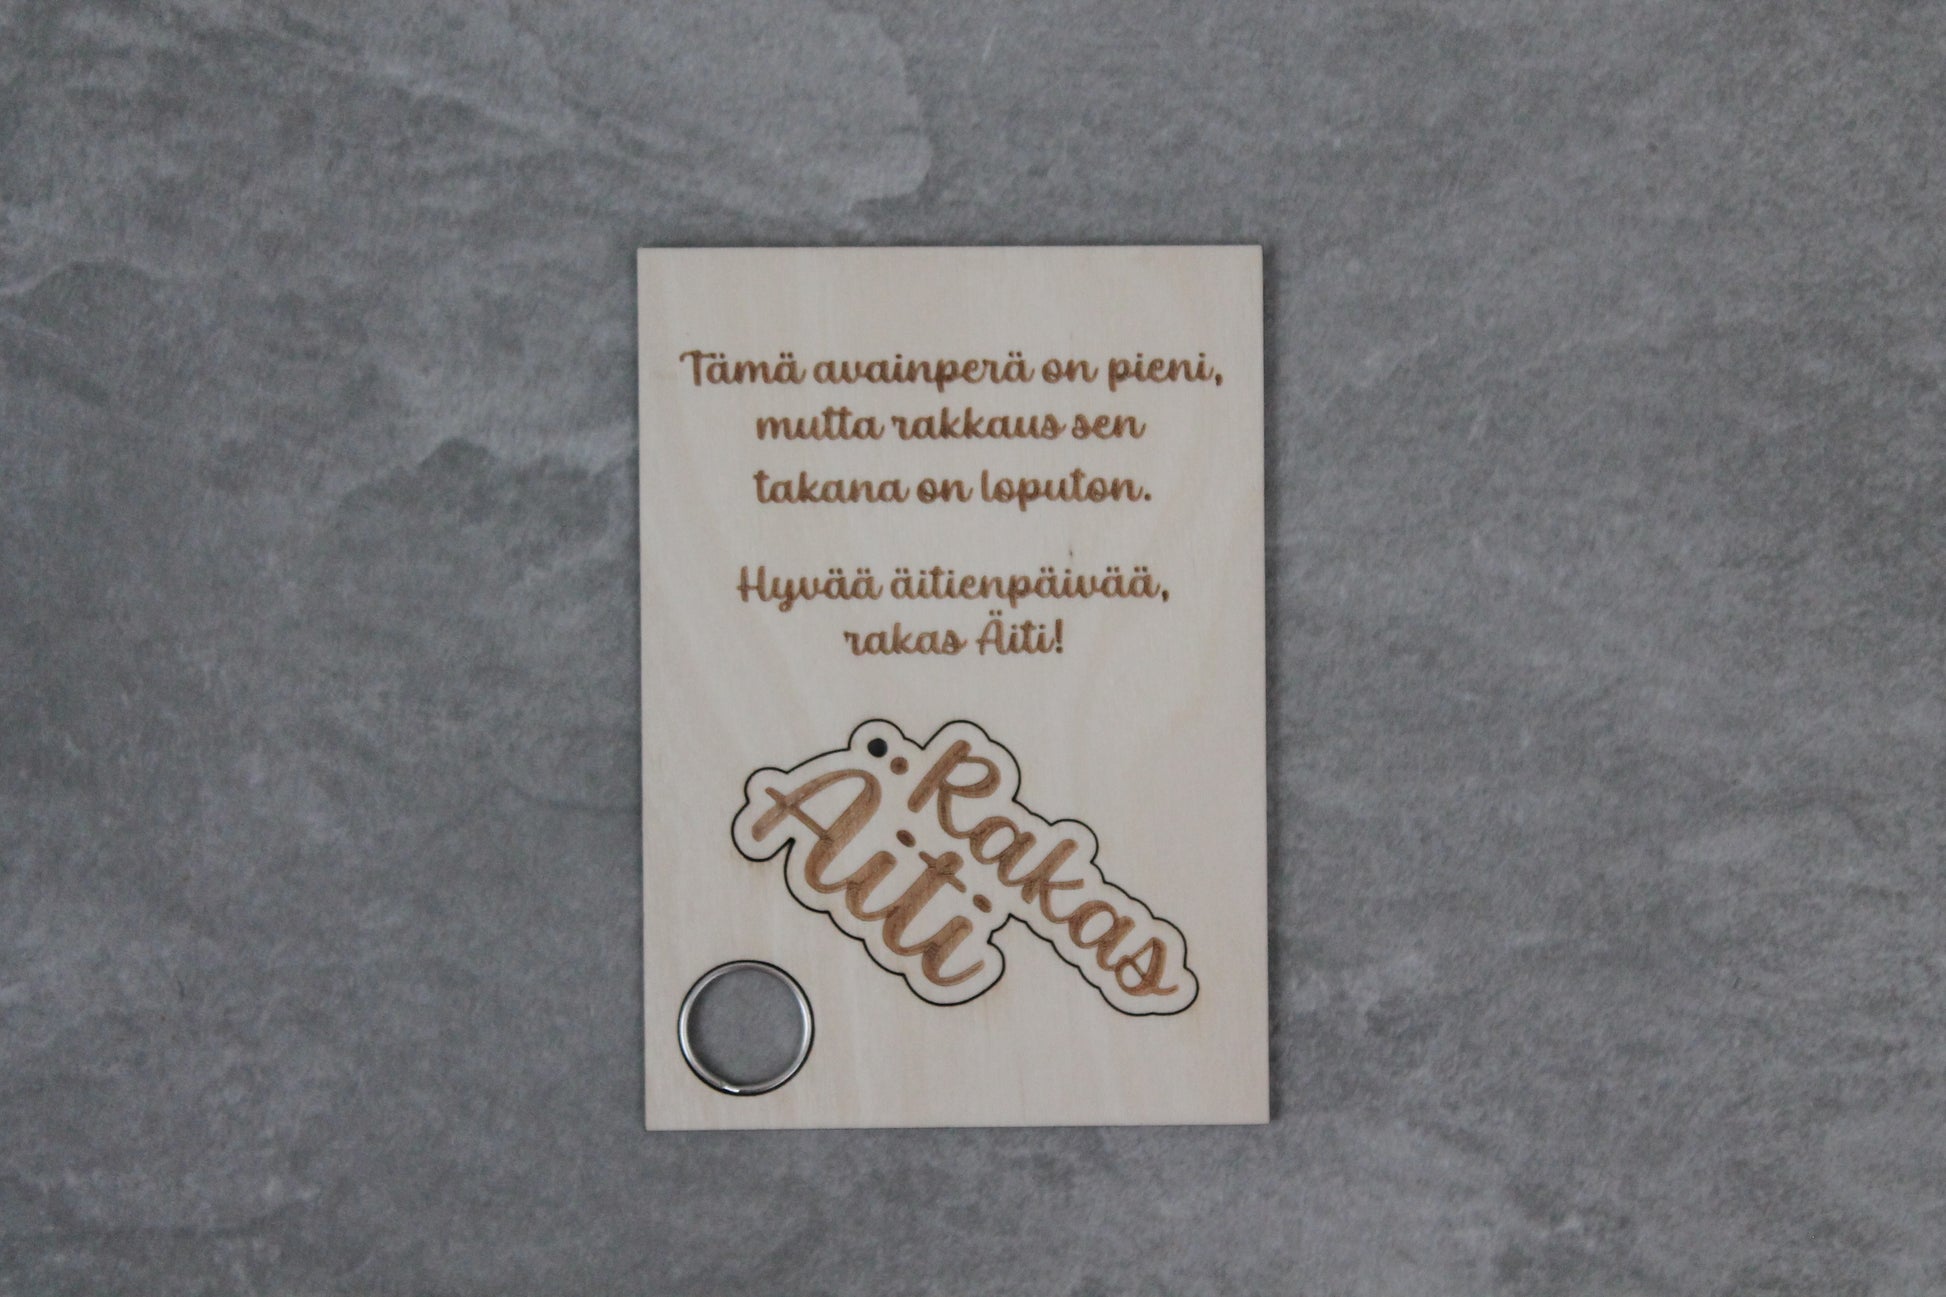 Tämä avainperä on pieni,
mutta rakkaus sen
takana on loputon.
Hyvää äitienpäivää,
rakas Äiti!
Rakas
Äiti